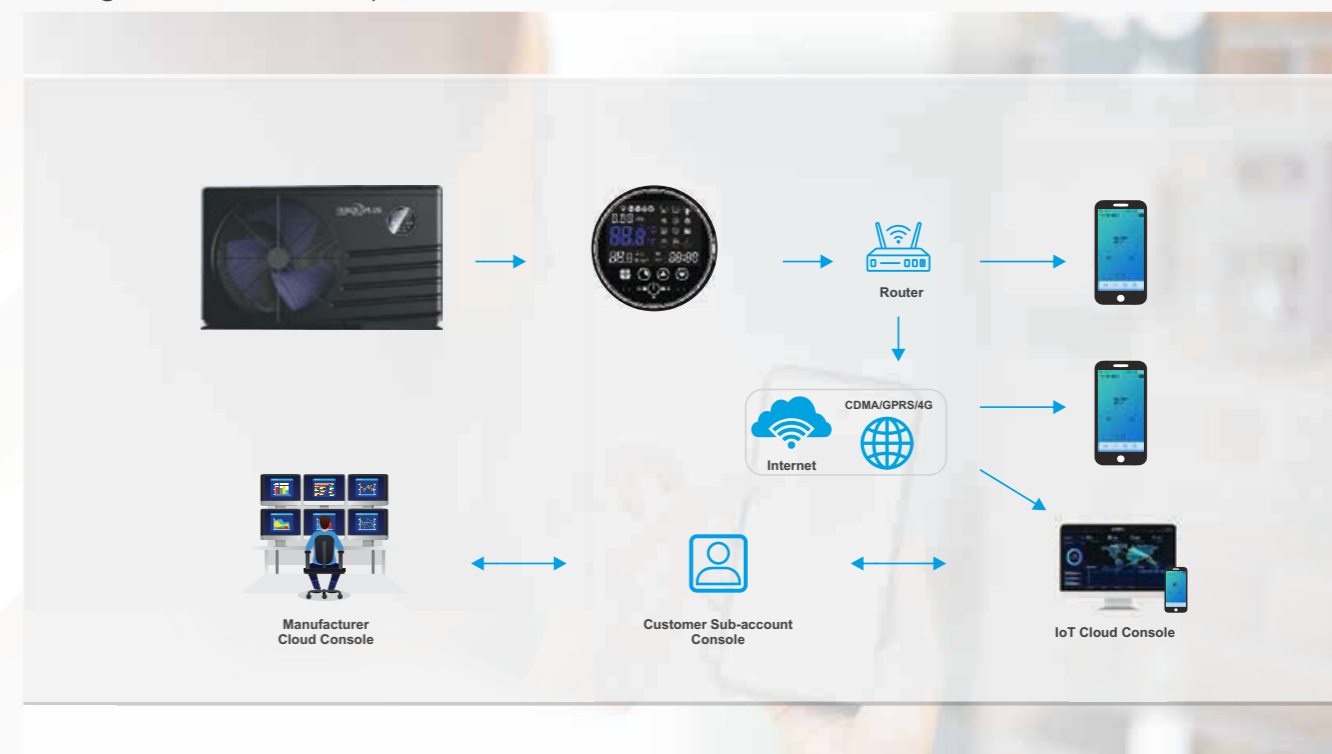 Router
CDMA/GPRS/4G
Internet
Manufacturer
Cloud Console
Customer Sub-account
Console
IoT Cloud Console